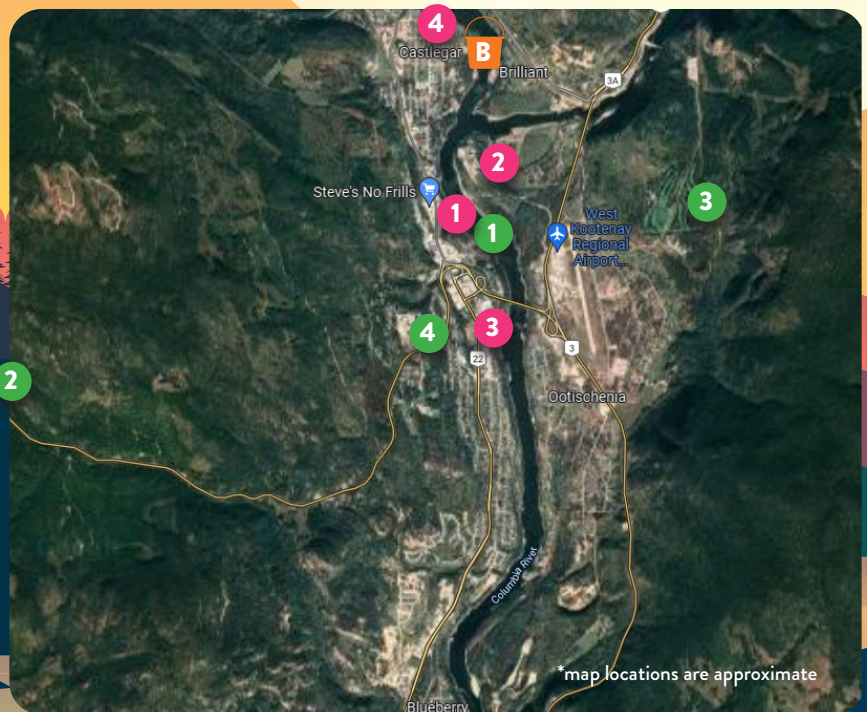 4
Castlegar
B
Brilliant
3A
2
Steve's No Frills
1
1
3
West
Kootenay
Regional
Airport...
4
3
22
3
2
Ootischenia
Columbia River
*map locations are approximate
Blueberry